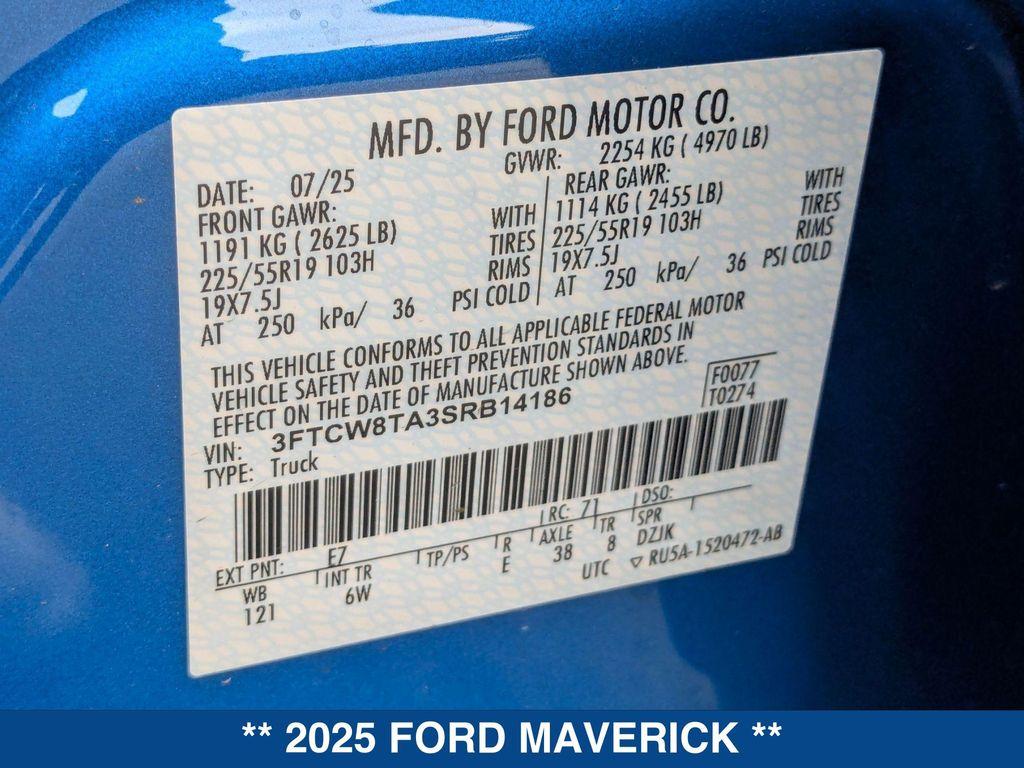 MFD. BY FORD MOTOR CO.
DATE: 07/25 GVWR: 2254 KG ( 4970 LB)
FRONT GAWR: REAR GAWR:
1191 KG ( 2625 LB) WITH 1114 KG ( 2455 LB) WITH
225/55R19 103H TIRES 225/55R19 103H TIRES
19X7.5J RIMS 19X7.5J RIMS
AT 250 kPa/ 36 PSI COLD AT 250 kPa/ 36 PSI COLD
THIS VEHICLE CONFORMS TO ALL APPLICABLE FEDERAL MOTOR
VEHICLE SAFETY AND THEFT PREVENTION STANDARDS IN
EFFECT ON THE DATE OF MANUFACTURE SHOWN ABOVE.
VIN: 3FTCW8TA3SRB14186 F0077
TYPE: Truck T0274
EXT PNT: E7 RC: 71 DSO:
WB INT TR TP/PS R AXLE TR SPR
121 6W E 38 8 DZJK
UTC ▽ RU5A-1520472-AB
** 2025 FORD MAVERICK **